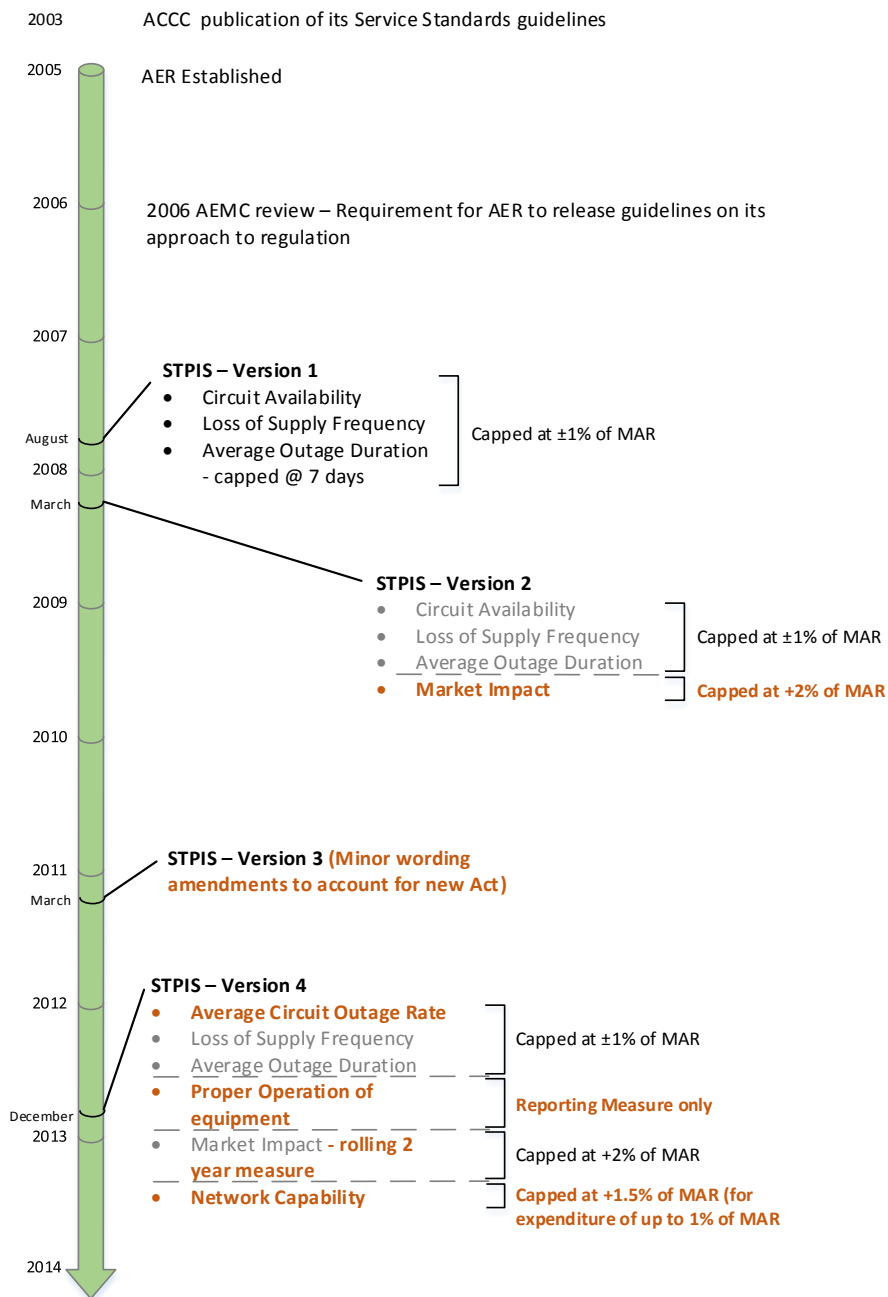 2003
ACCC publication of its Service Standards guidelines
2005
AER Established
2006
2006 AEMC review – Requirement for AER to release guidelines on its
approach to regulation
2007
STPIS – Version 1
● Circuit Availability
● Loss of Supply Frequency
● Average Outage Duration
- capped @ 7 days
Capped at ±1% of MAR
August
2008
March
STPIS – Version 2
● Circuit Availability
● Loss of Supply Frequency
● Average Outage Duration
Capped at ±1% of MAR
● Market Impact
Capped at +2% of MAR
2009
2010
2011
March
STPIS – Version 3 (Minor wording
amendments to account for new Act)
2012
STPIS – Version 4
● Average Circuit Outage Rate
● Loss of Supply Frequency
● Average Outage Duration
Capped at ±1% of MAR
● Proper Operation of
equipment
Reporting Measure only
December
2013
● Market Impact - rolling 2
year measure
Capped at +2% of MAR
● Network Capability
Capped at +1.5% of MAR (for
expenditure of up to 1% of MAR
2014